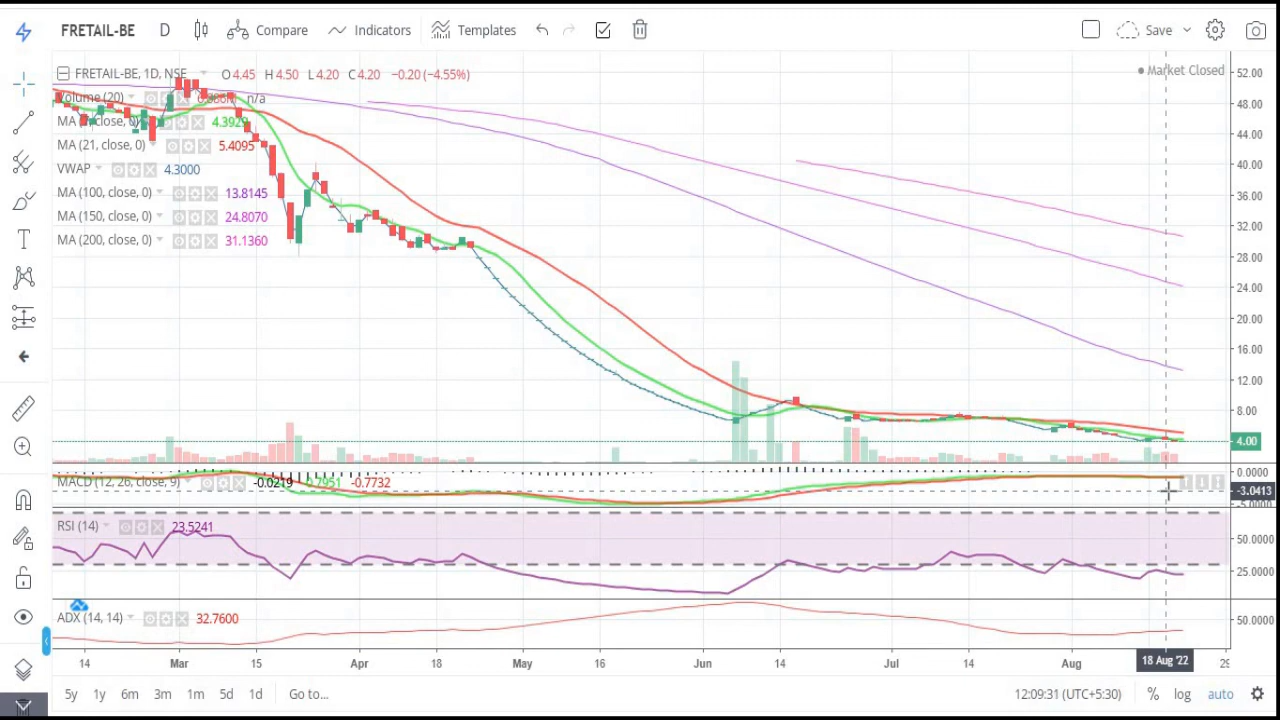 FRETAIL-BE D Compare Indicators Templates Save
FRETAIL-BE, 1D, NSE O 4.45 H 4.50 L 4.20 C 4.20 −0.20 (−4.55%)
Market Closed
Volume (20) n/a
4.3929
MA (21, close, 0) 5.4095
VWAP 4.3000
MA (100, close, 0) 13.8145
MA (150, close, 0) 24.8070
MA (200, close, 0) 31.1360
52.00
48.00
44.00
40.00
36.00
32.00
28.00
24.00
20.00
16.00
12.00
8.00
4.00
MACD (12, 26, close, 9) -0.0219 -0.7732
0.0000
-3.0413
RSI (14) 23.5241
50.0000
25.0000
ADX (14, 14) 32.7600
50.0000
14 Mar 15 Apr 18 May 16 Jun 14 Jul 14 Aug 18 Aug '22 29
5y 1y 6m 3m 1m 5d 1d Go to... 12:09:31 (UTC+5:30) % log auto